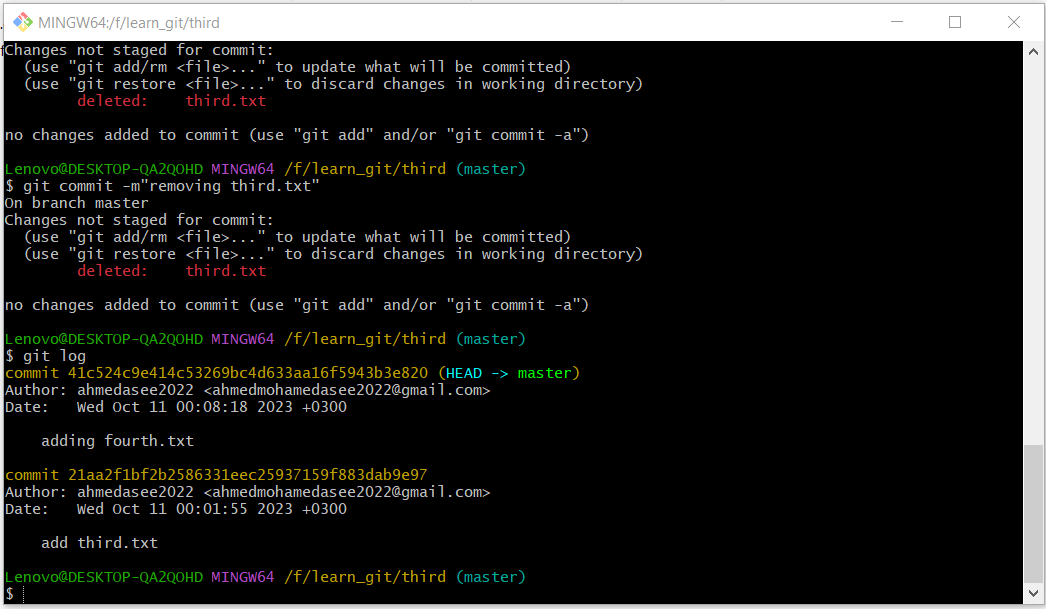 MINGW64:/f/learn_git/third
Changes not staged for commit:
  (use "git add/rm <file>..." to update what will be committed)
  (use "git restore <file>..." to discard changes in working directory)
        deleted:    third.txt

no changes added to commit (use "git add" and/or "git commit -a")

Lenovo@DESKTOP-QA2QOHD MINGW64 /f/learn_git/third (master)
$ git commit -m"removing third.txt"
On branch master
Changes not staged for commit:
  (use "git add/rm <file>..." to update what will be committed)
  (use "git restore <file>..." to discard changes in working directory)
        deleted:    third.txt

no changes added to commit (use "git add" and/or "git commit -a")

Lenovo@DESKTOP-QA2QOHD MINGW64 /f/learn_git/third (master)
$ git log
commit 41c524c9e414c53269bc4d633aa16f5943b3e820 (HEAD -> master)
Author: ahmedasee2022 <ahmedmohamedasee2022@gmail.com>
Date:   Wed Oct 11 00:08:18 2023 +0300

    adding fourth.txt

commit 21aa2f1bf2b2586331eec25937159f883dab9e97
Author: ahmedasee2022 <ahmedmohamedasee2022@gmail.com>
Date:   Wed Oct 11 00:01:55 2023 +0300

    add third.txt

Lenovo@DESKTOP-QA2QOHD MINGW64 /f/learn_git/third (master)
$